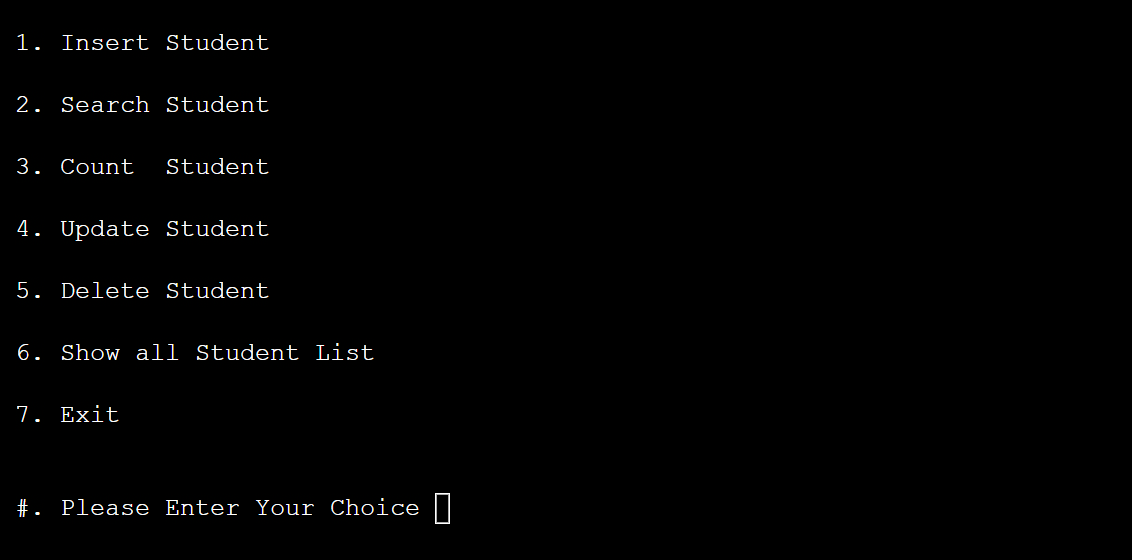 1. Insert Student
2. Search Student
3. Count  Student
4. Update Student
5. Delete Student
6. Show all Student List
7. Exit
#. Please Enter Your Choice